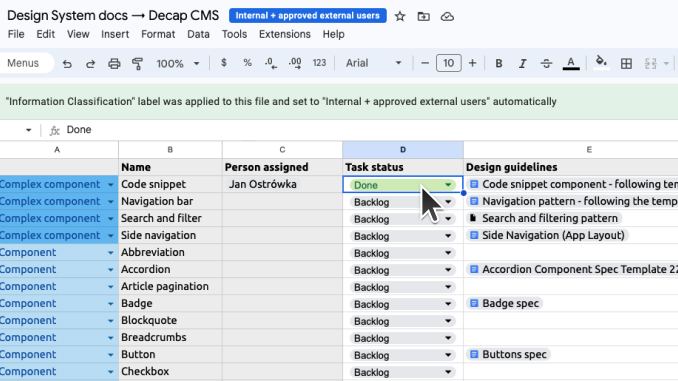 Design System docs → Decap CMS Internal + approved external users
File Edit View Insert Format Data Tools Extensions Help
Menus 100% $ % .0 .00 123 Arial − 10 + B I S A
"Information Classification" label was applied to this file and set to "Internal + approved external users" automatically
fx Done
A B C D E
Name Person assigned Task status Design guidelines
Complex component Code snippet Jan Ostrówka Done Code snippet component - following tem
Complex component Navigation bar Backlog Navigation pattern - following the temp
Complex component Search and filter Backlog Search and filtering pattern
Complex component Side navigation Backlog Side Navigation (App Layout)
Component Abbreviation Backlog
Component Accordion Backlog Accordion Component Spec Template 22
Component Article pagination Backlog
Component Badge Backlog Badge spec
Component Blockquote Backlog
Component Breadcrumbs Backlog
Component Button Backlog Buttons spec
Component Checkbox Backlog